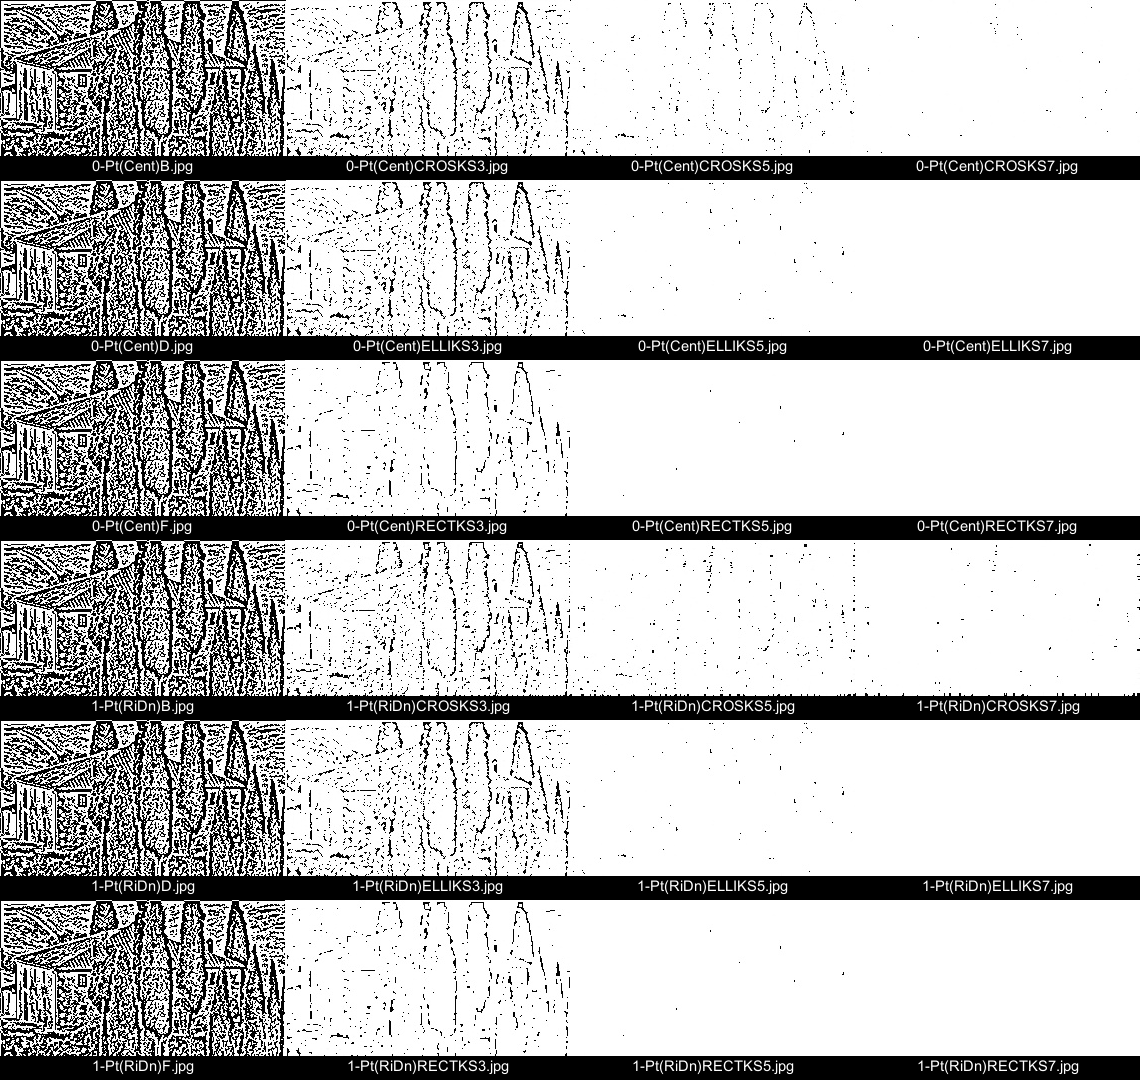 0-Pt(Cent)B.jpg 0-Pt(Cent)CROSKS3.jpg 0-Pt(Cent)CROSKS5.jpg 0-Pt(Cent)CROSKS7.jpg
0-Pt(Cent)D.jpg 0-Pt(Cent)ELLIKS3.jpg 0-Pt(Cent)ELLIKS5.jpg 0-Pt(Cent)ELLIKS7.jpg
0-Pt(Cent)F.jpg 0-Pt(Cent)RECTKS3.jpg 0-Pt(Cent)RECTKS5.jpg 0-Pt(Cent)RECTKS7.jpg
1-Pt(RiDn)B.jpg 1-Pt(RiDn)CROSKS3.jpg 1-Pt(RiDn)CROSKS5.jpg 1-Pt(RiDn)CROSKS7.jpg
1-Pt(RiDn)D.jpg 1-Pt(RiDn)ELLIKS3.jpg 1-Pt(RiDn)ELLIKS5.jpg 1-Pt(RiDn)ELLIKS7.jpg
1-Pt(RiDn)F.jpg 1-Pt(RiDn)RECTKS3.jpg 1-Pt(RiDn)RECTKS5.jpg 1-Pt(RiDn)RECTKS7.jpg